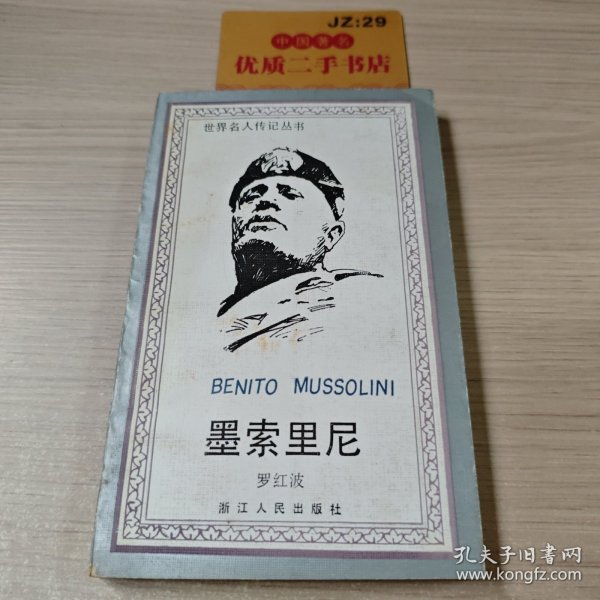 JZ:29
中国著名
优质二手书店
世界名人传记丛书
BENITO MUSSOLINI
墨索里尼
罗红波
浙江人民出版社
孔夫子旧书网
www.kongfz.com